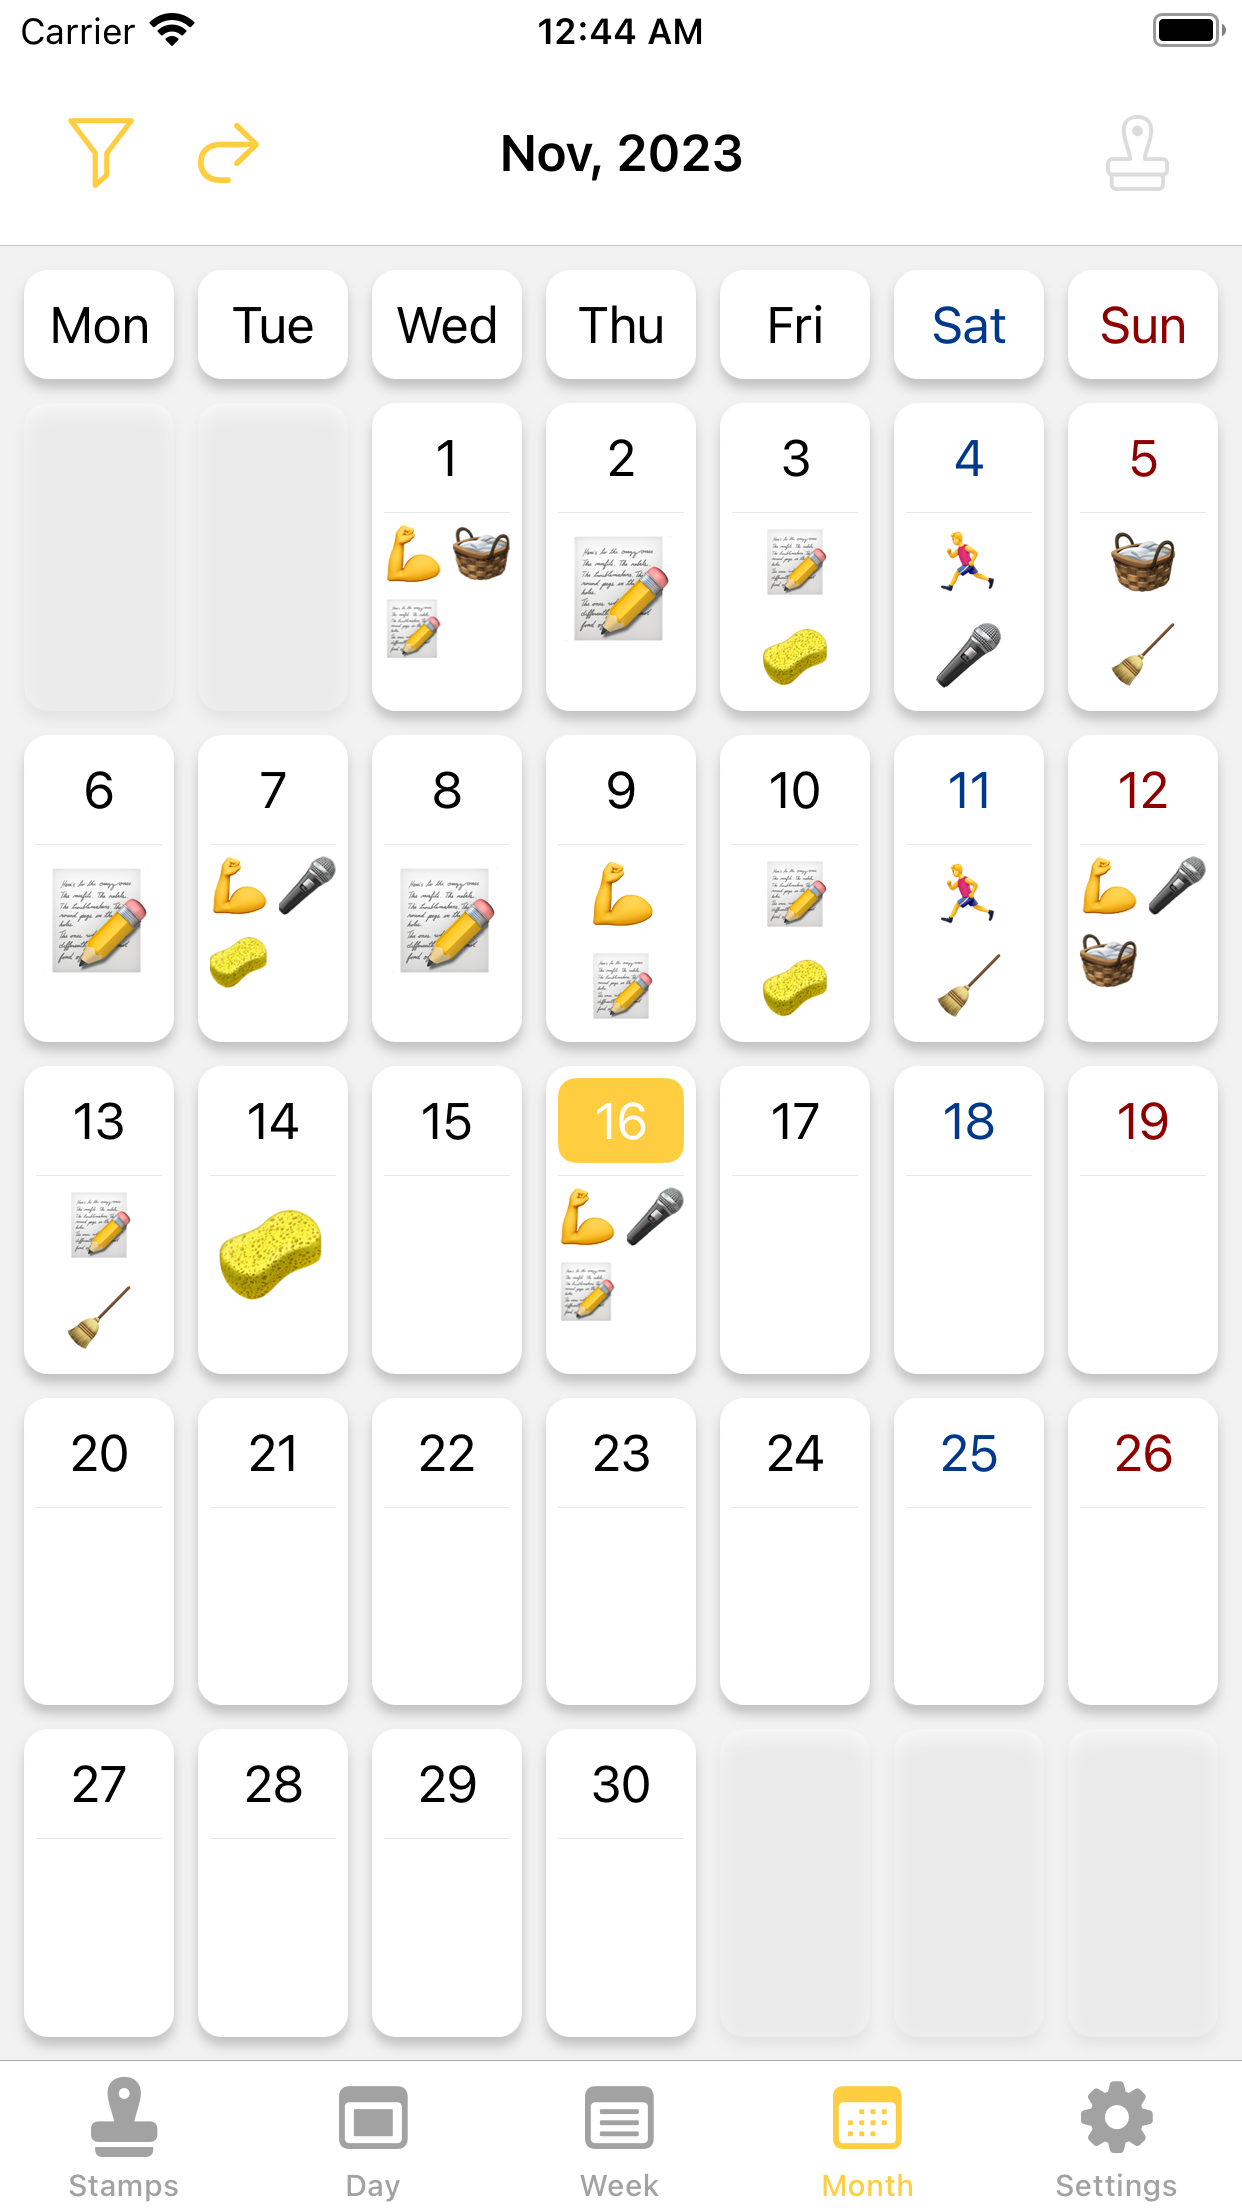 Carrier 12:44 AM
Nov, 2023
Mon Tue Wed Thu Fri Sat Sun
1 2 3 4 5
6 7 8 9 10 11 12
13 14 15 16 17 18 19
20 21 22 23 24 25 26
27 28 29 30
Stamps Day Week Month Settings